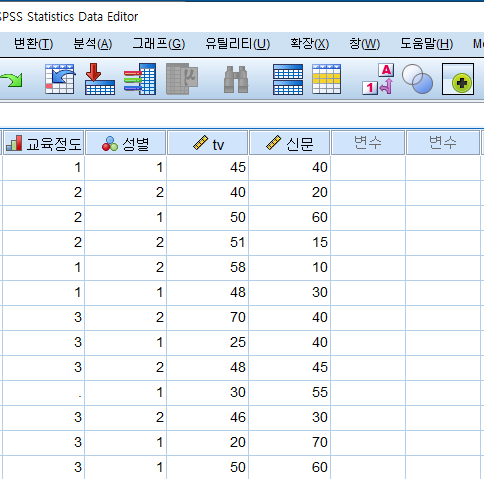 SPSS Statistics Data Editor
변환(T) 분석(A) 그래프(G) 유틸리티(U) 확장(X) 창(W) 도움말(H) Me
μ A 1
교육정도 성별 tv 신문 변수 변수
1 1 45 40
2 2 40 20
2 1 50 60
2 2 51 15
1 2 58 10
1 1 48 30
3 2 70 40
3 1 25 40
3 2 48 45
. 1 30 55
3 2 46 30
3 1 20 70
3 1 50 60